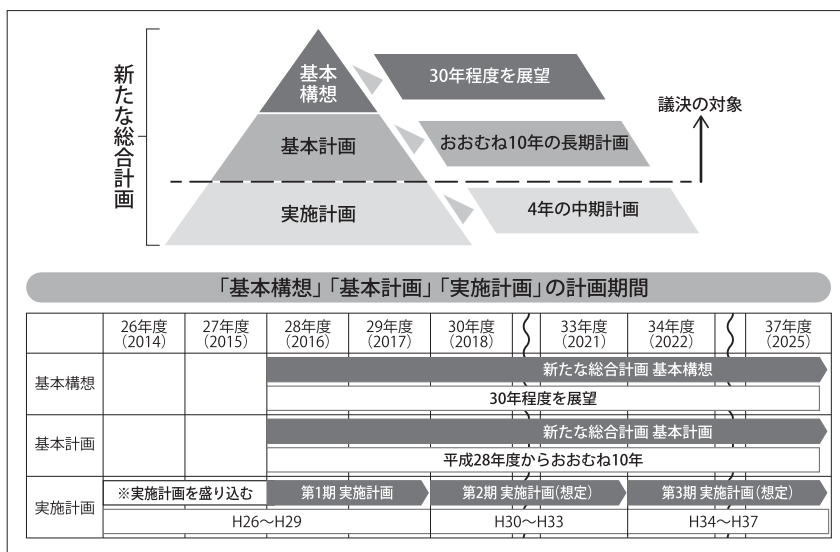 新たな総合計画
基本
構想
30年程度を展望
議決の対象
基本計画
おおむね10年の長期計画
実施計画
4年の中期計画
「基本構想」「基本計画」「実施計画」の計画期間
26年度 27年度 28年度 29年度 30年度 33年度 34年度 37年度
(2014) (2015) (2016) (2017) (2018) (2021) (2022) (2025)
基本構想
新たな総合計画 基本構想
30年程度を展望
基本計画
新たな総合計画 基本計画
平成28年度からおおむね10年
実施計画
※実施計画を盛り込む 第1期 実施計画 第2期 実施計画(想定) 第3期 実施計画(想定)
H26〜H29 H30〜H33 H34〜H37